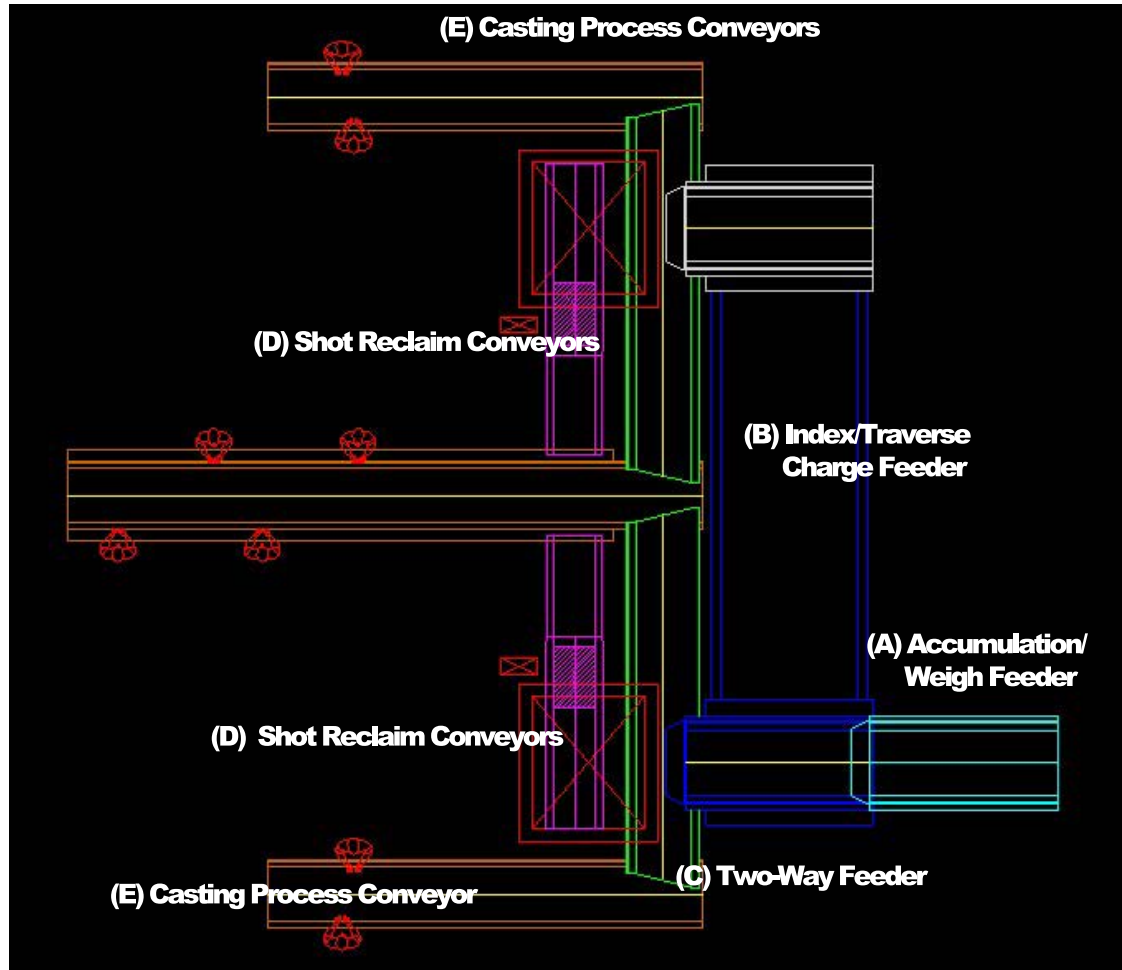 (E) Casting Process Conveyors
(D) Shot Reclaim Conveyors
(B) Index/Traverse
Charge Feeder
(A) Accumulation/
Weigh Feeder
(D) Shot Reclaim Conveyors
(C) Two-Way Feeder
(E) Casting Process Conveyor